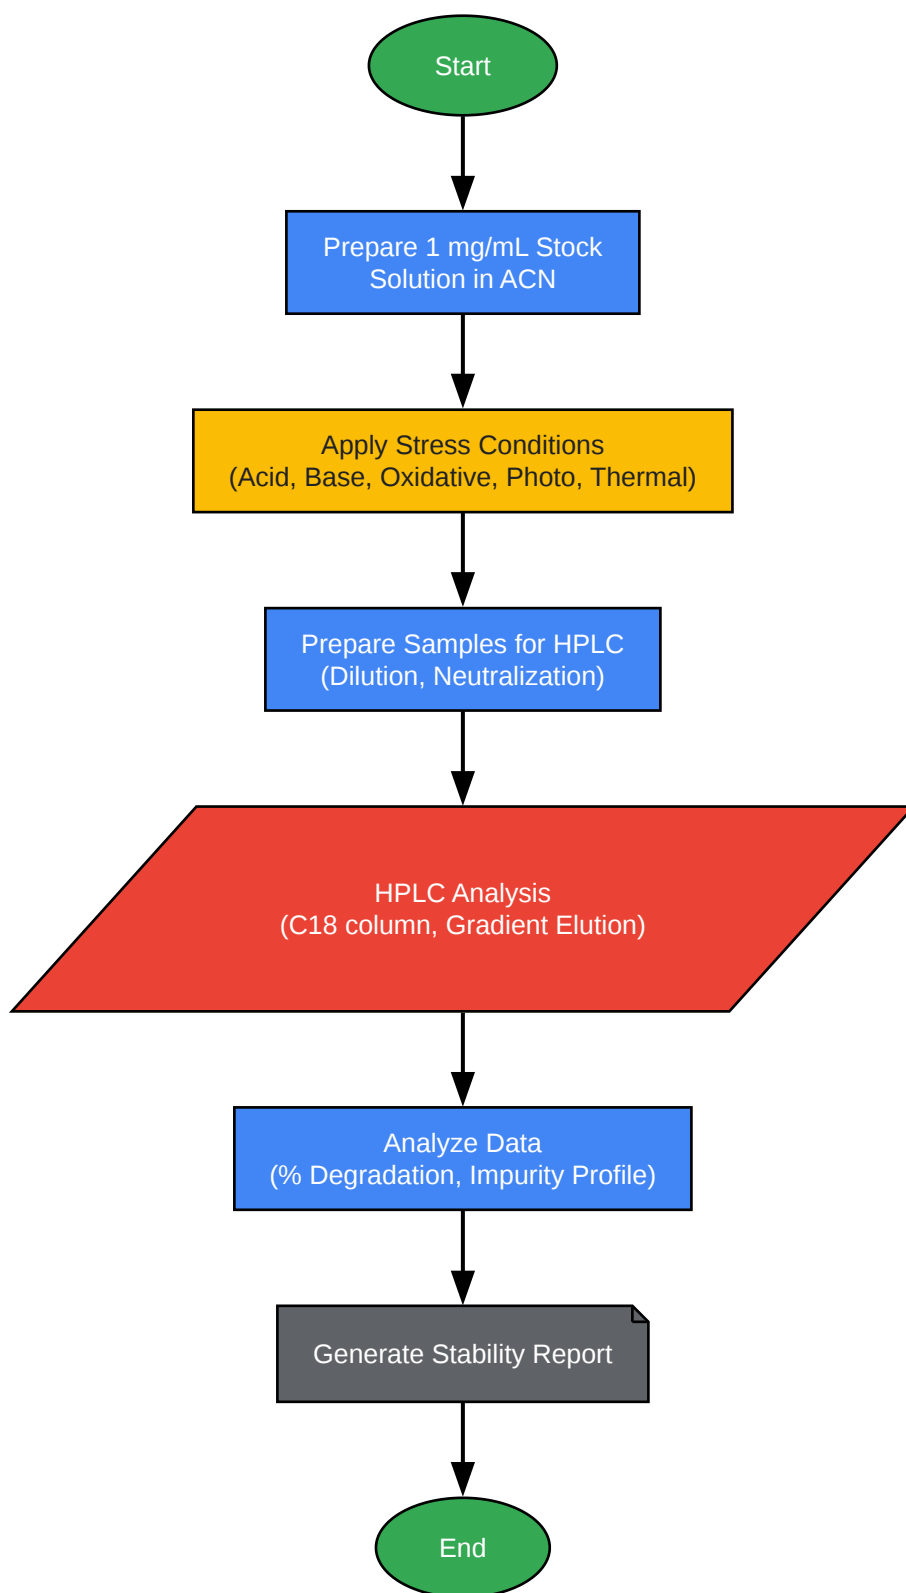 Start
Prepare 1 mg/mL Stock
Solution in ACN
Apply Stress Conditions
(Acid, Base, Oxidative, Photo, Thermal)
Prepare Samples for HPLC
(Dilution, Neutralization)
HPLC Analysis
(C18 column, Gradient Elution)
Analyze Data
(% Degradation, Impurity Profile)
Generate Stability Report
End